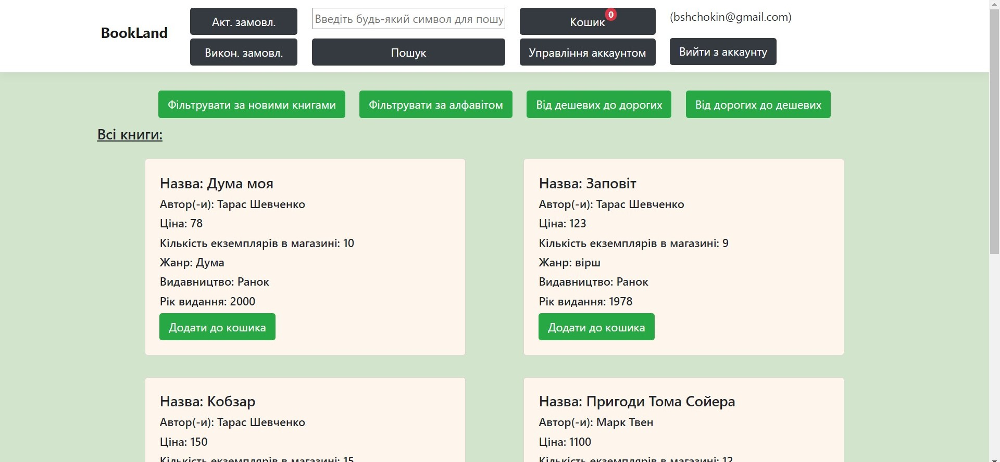 BookLand
Акт. замовл.
Викон. замовл.
Введіть будь-який символ для пошу
Пошук
Кошик 0
Управління аккаунтом
(bshchokin@gmail.com)
Вийти з аккаунту
Фільтрувати за новими книгами
Фільтрувати за алфавітом
Від дешевих до дорогих
Від дорогих до дешевих
Всі книги:
Назва: Дума моя
Автор(-и): Тарас Шевченко
Ціна: 78
Кількість екземплярів в магазині: 10
Жанр: Дума
Видавництво: Ранок
Рік видання: 2000
Додати до кошика
Назва: Заповіт
Автор(-и): Тарас Шевченко
Ціна: 123
Кількість екземплярів в магазині: 9
Жанр: вірш
Видавництво: Ранок
Рік видання: 1978
Додати до кошика
Назва: Кобзар
Автор(-и): Тарас Шевченко
Ціна: 150
Кількість екземплярів в магазині: 15
Назва: Пригоди Тома Сойера
Автор(-и): Марк Твен
Ціна: 1100
Кількість екземплярів в магазині: 12